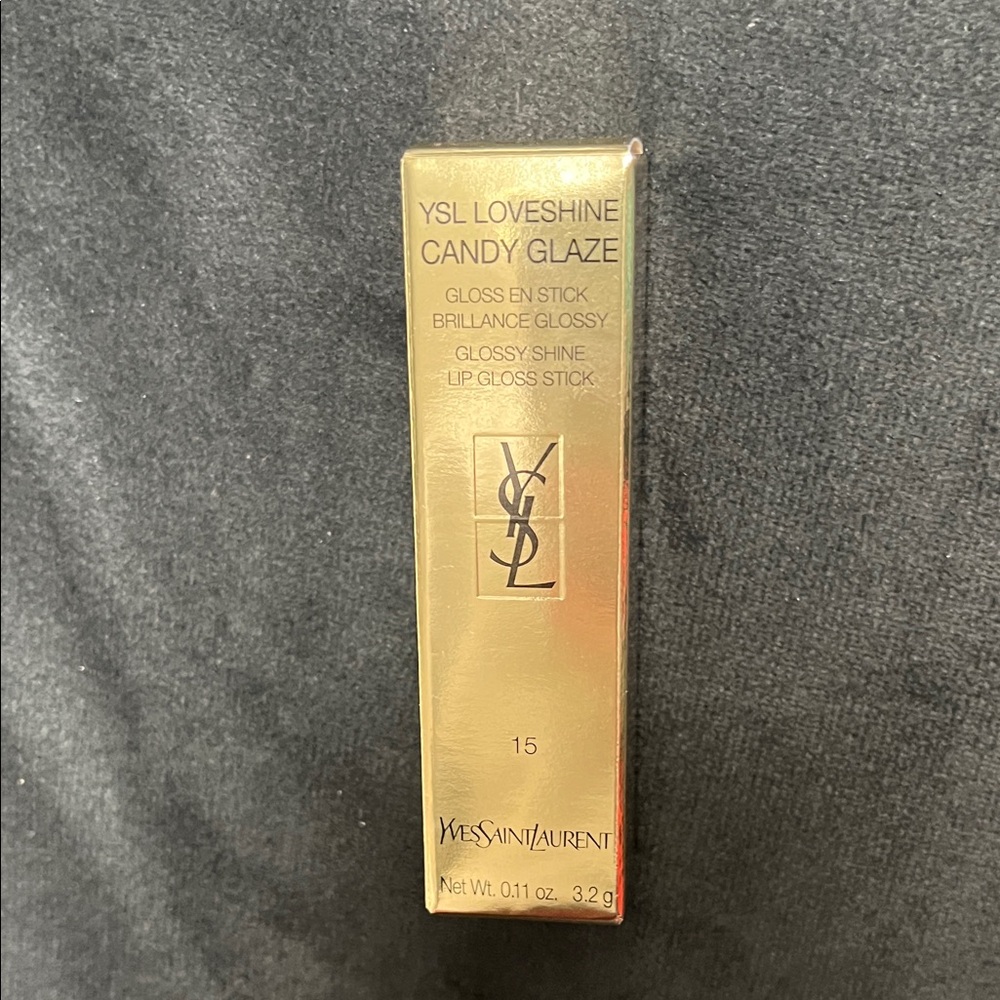 YSL LOVESHINE
CANDY GLAZE
GLOSS EN STICK
BRILLANCE GLOSSY
GLOSSY SHINE
LIP GLOSS STICK
YSL
15
YVESSAINTLAURENT
Net Wt. 0.11 oz. 3.2 g